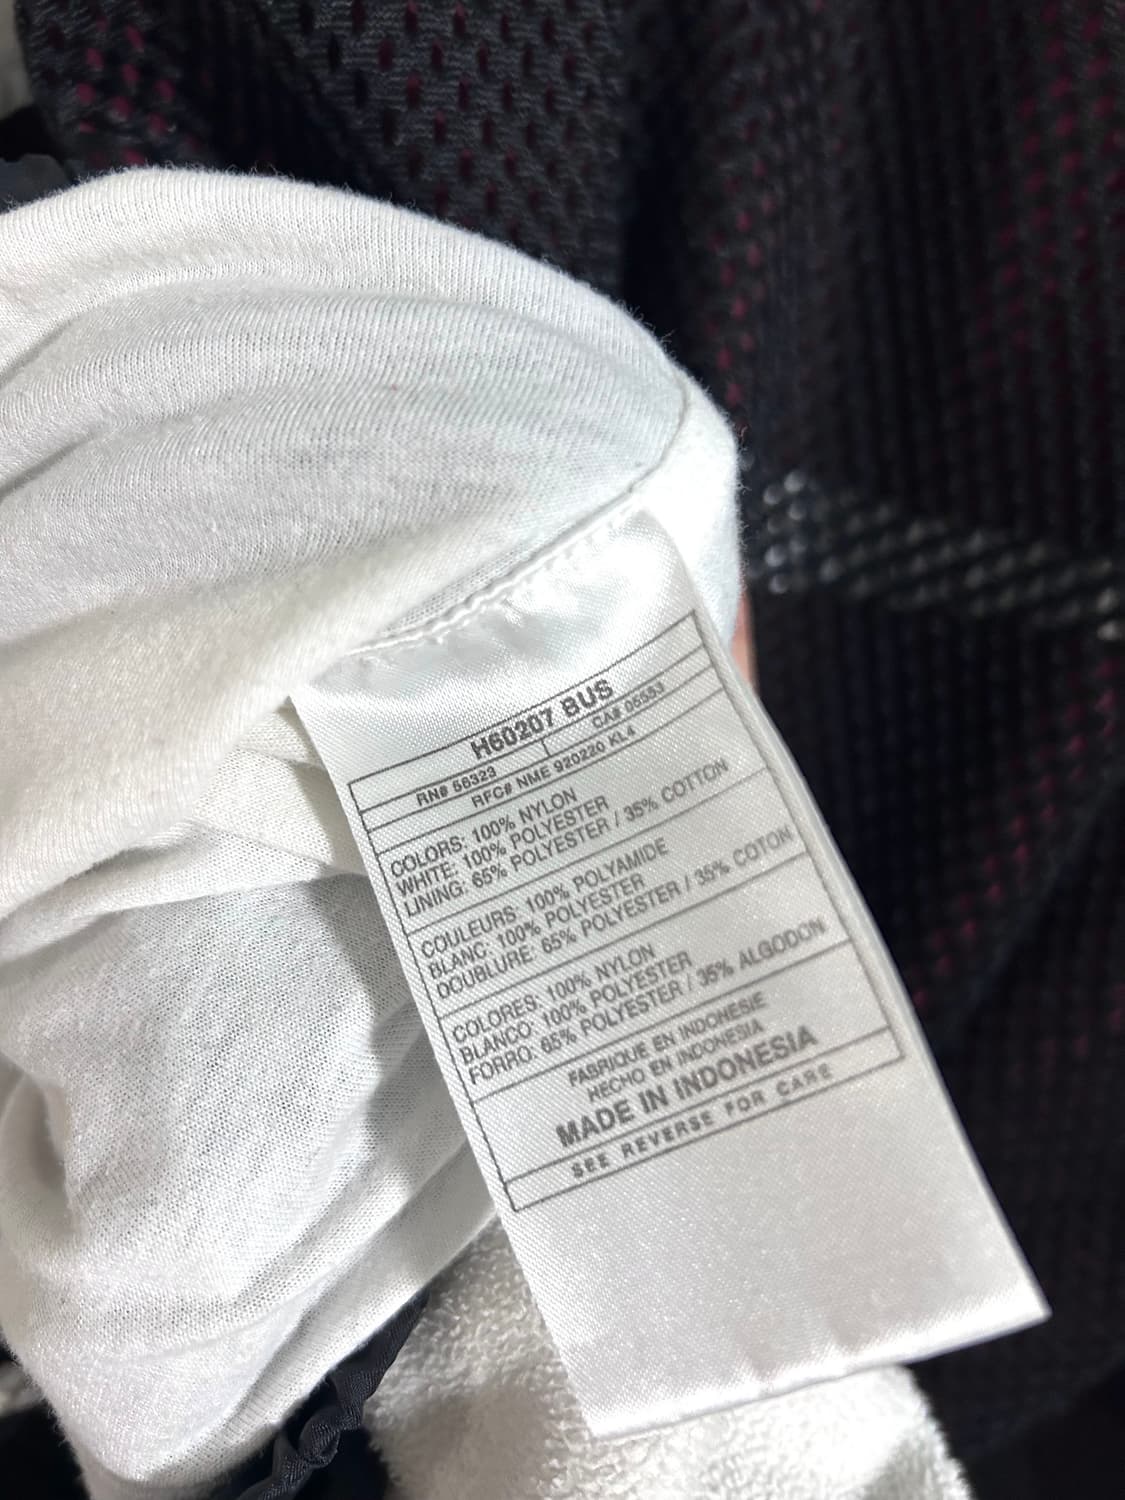 H60207 BUS
RN# 56323 CA# 05553
RFC# NME 920220 KL4
COLORS: 100% NYLON
WHITE: 100% POLYESTER
LINING: 65% POLYESTER / 35% COTTON
COULEURS: 100% POLYAMIDE
BLANC: 100% POLYESTER
DOUBLURE: 65% POLYESTER / 35% COTON
COLORES: 100% NYLON
BLANCO: 100% POLYESTER
FORRO: 65% POLYESTER / 35% ALGODON
FABRIQUE EN INDONESIE
HECHO EN INDONESIA
MADE IN INDONESIA
SEE REVERSE FOR CARE